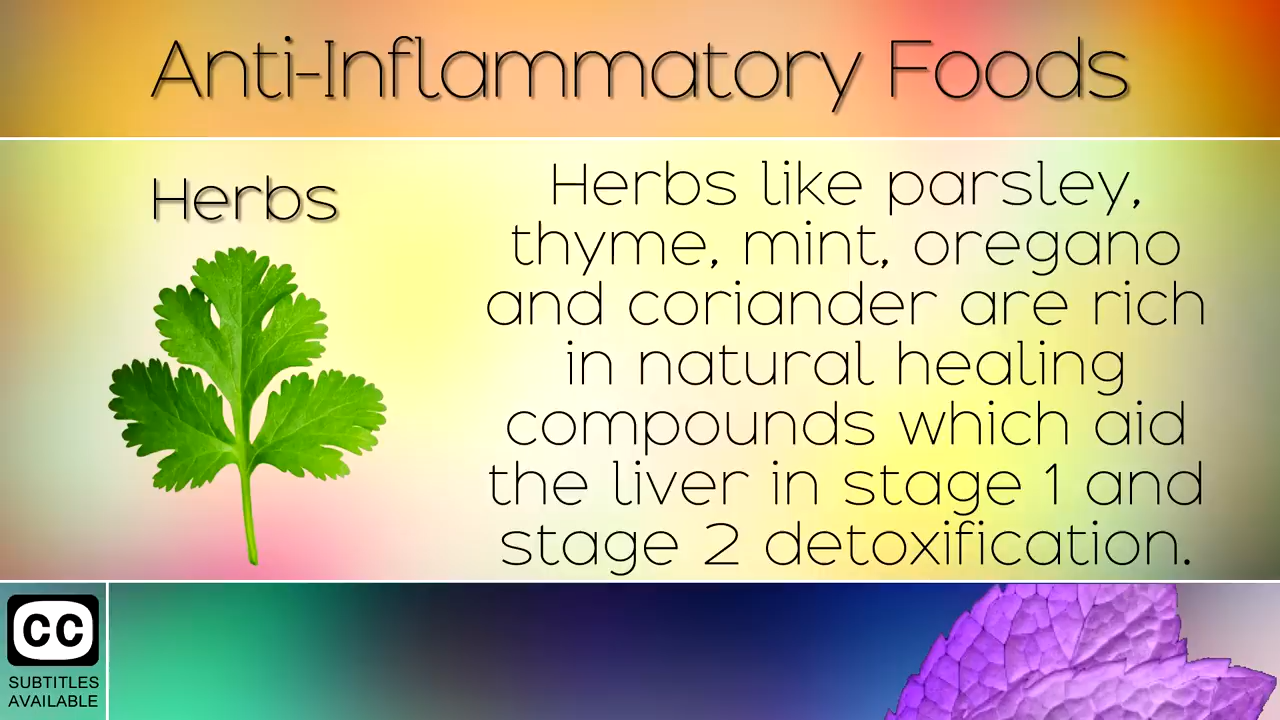 Anti-Inflammatory Foods
Herbs
Herbs like parsley,
thyme, mint, oregano
and coriander are rich
in natural healing
compounds which aid
the liver in stage 1 and
stage 2 detoxification.
CC
SUBTITLES
AVAILABLE